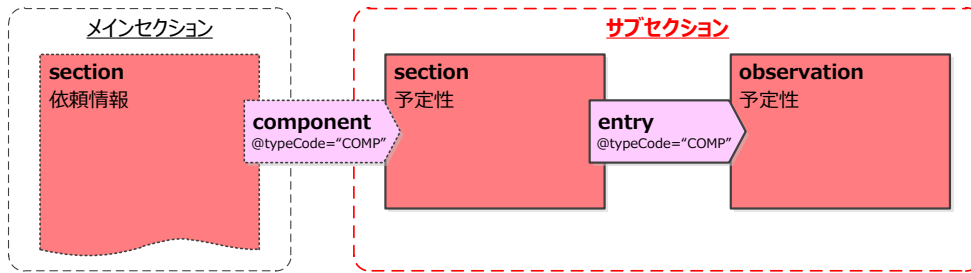 メインセクション
サブセクション
section
依頼情報
component
@typeCode=“COMP”
section
予定性
entry
@typeCode=“COMP”
observation
予定性